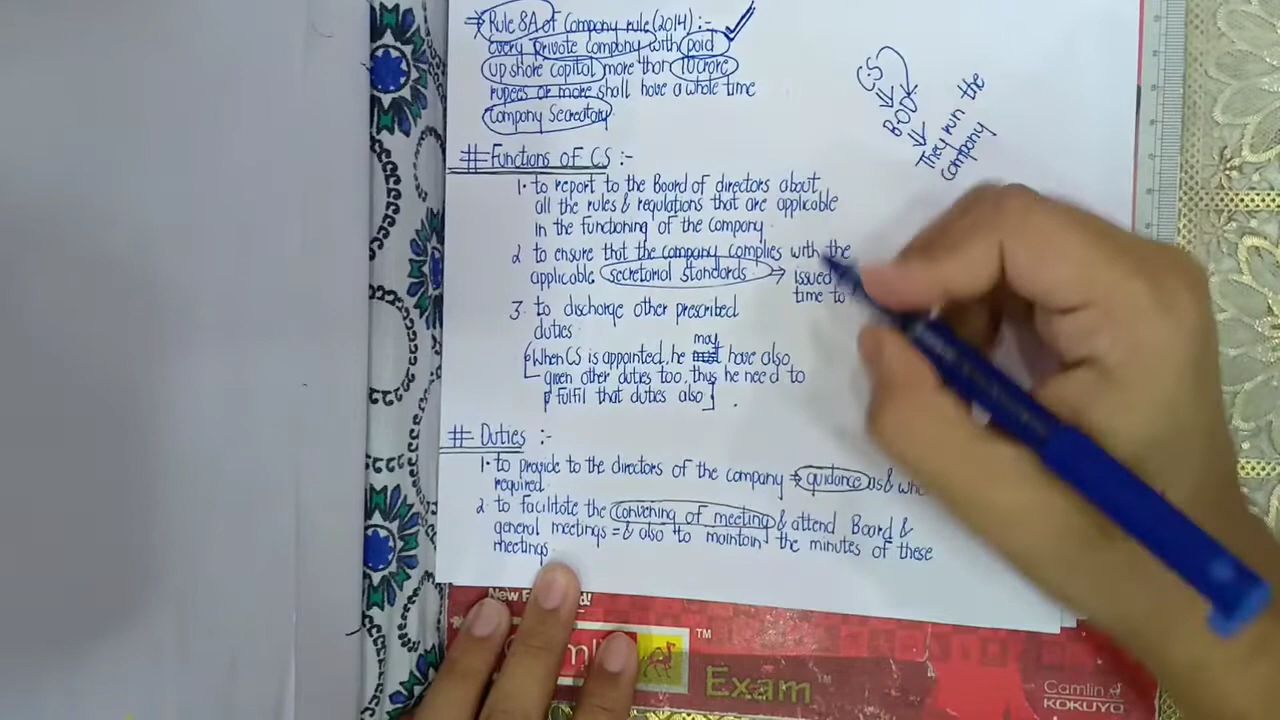 ⇒ Rule 8A of Company rule (2014) :-
every private company with paid
up share capital more than 10 crore
rupees or more shall have a whole time
Company Secreatary
CS
BOD
They run the
company
# Functions of CS :-
1. to report to the Board of directors about
all the rules & regulations that are applicable
in the functioning of the Company.
2 to ensure that the company complies with the
applicable secretarial standards → issued
time to
3. to discharge other prescribed
duties.
[When CS is appointed, he may have also
given other duties too, thus he need to
fulfil that duties also].
# Duties :-
1. to provide to the directors of the company → guidance as &
required.
2. to facilitate the convening of meeting & attend Board &
general meetings = & also to maintain the minutes of these
meetings
New
Exam™
Camlin
KOKUYO